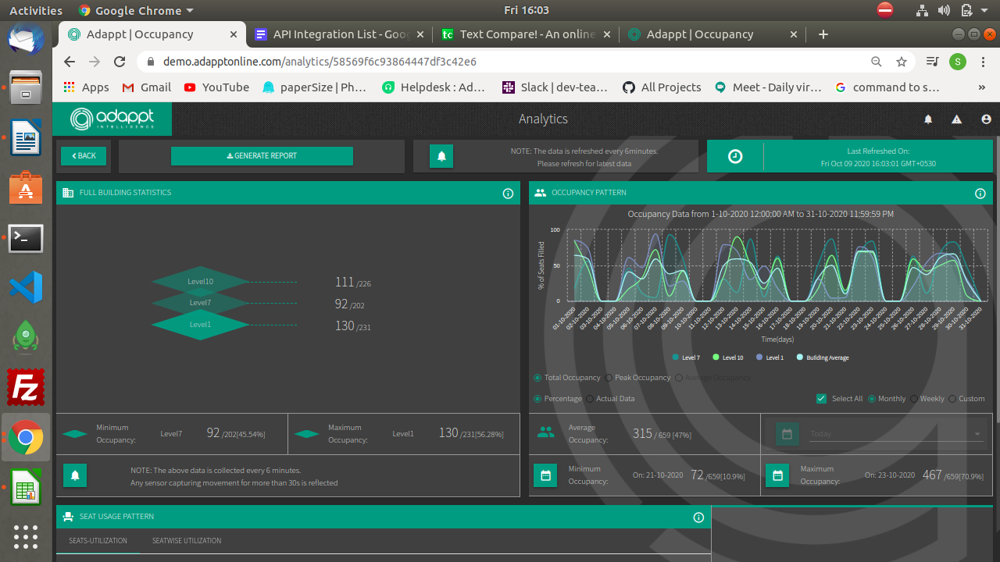 Activities
Google Chrome
Fri 16:03
Adappt | Occupancy
API Integration List - Goog
Text Compare! - An online
Adappt | Occupancy
demo.adapptonline.com/analytics/58569f6c93864447df3c42e6
S
Apps
Gmail
YouTube
paperSize | Ph…
Helpdesk : Ad…
Slack | dev-tea…
All Projects
Meet - Daily vir…
command to s…
»
adappt
INTELLIGENCE
Analytics
BACK
GENERATE REPORT
NOTE: The data is refreshed every 6minutes.
Please refresh for latest data
Last Refreshed On:
Fri Oct 09 2020 16:03:01 GMT+0530
FULL BUILDING STATISTICS
Level10
111 /226
Level7
92 /202
Level1
130 /231
Minimum Occupancy:
Level7
92 /202[45.54%]
Maximum Occupancy:
Level1
130 /231[56.28%]
NOTE: The above data is collected every 6 minutes.
Any sensor capturing movement for more than 30s is reflected
OCCUPANCY PATTERN
Occupancy Data from 1-10-2020 12:00:00 AM to 31-10-2020 11:59:59 PM
% of Seats Filled
100
50
0
01-10-2020
02-10-2020
03-10-2020
04-10-2020
05-10-2020
06-10-2020
07-10-2020
08-10-2020
09-10-2020
10-10-2020
11-10-2020
12-10-2020
13-10-2020
14-10-2020
15-10-2020
16-10-2020
17-10-2020
18-10-2020
19-10-2020
20-10-2020
21-10-2020
22-10-2020
23-10-2020
24-10-2020
25-10-2020
26-10-2020
27-10-2020
28-10-2020
29-10-2020
30-10-2020
31-10-2020
Time(days)
Level 7
Level 10
Level 1
Building Average
Total Occupancy
Peak Occupancy
Average Occupancy
Percentage
Actual Data
Select All
Monthly
Weekly
Custom
Average Occupancy:
315 / 659 [47%]
Today
Minimum Occupancy:
On: 21-10-2020
72 /659[10.9%]
Maximum Occupancy:
On: 23-10-2020
467 /659[70.9%]
SEAT USAGE PATTERN
SEATS-UTILIZATION
SEATWISE UTILIZATION